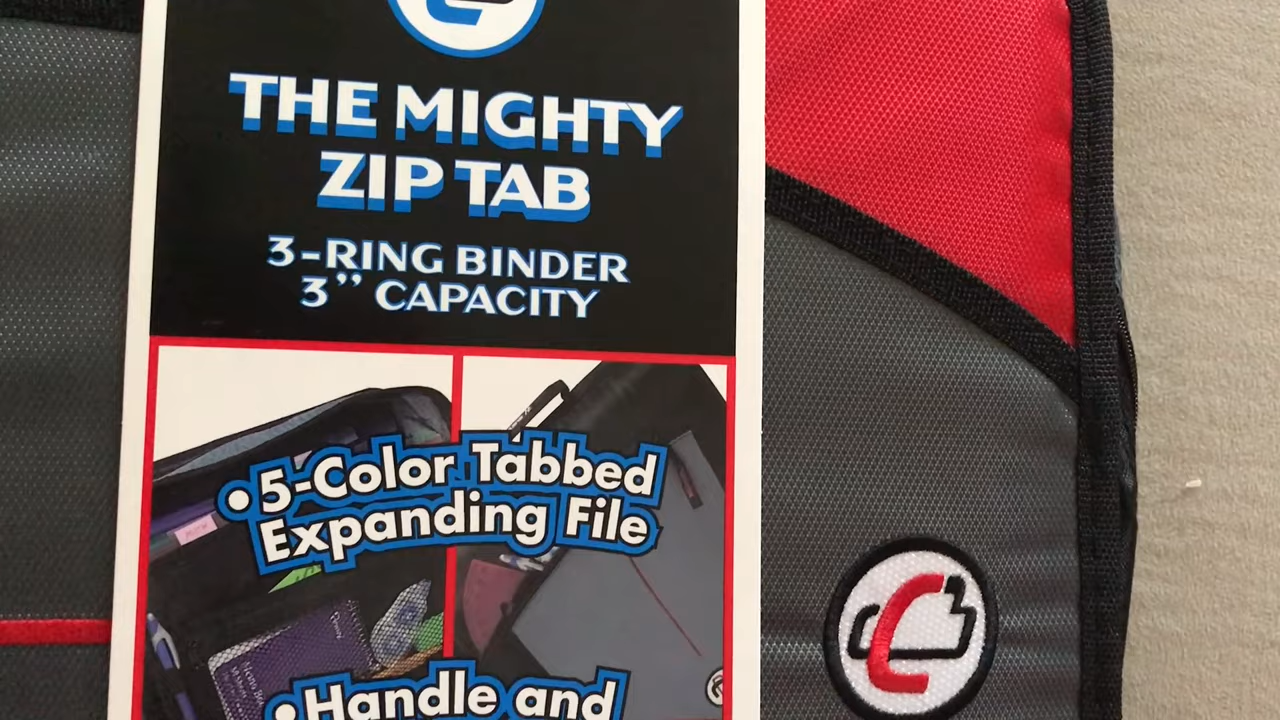 THE MIGHTY
ZIP TAB
3-RING BINDER
3” CAPACITY
•5-Color Tabbed
Expanding File
•Handle and